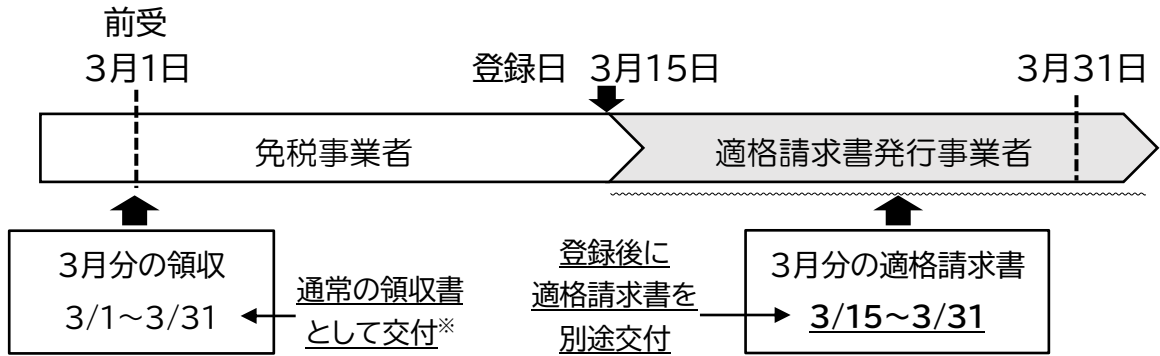 前受
3月1日
登録日 3月15日
3月31日
免税事業者
適格請求書発行事業者
3月分の領収
3/1～3/31
通常の領収書
として交付※
登録後に
適格請求書を
別途交付
3月分の適格請求書
3/15～3/31